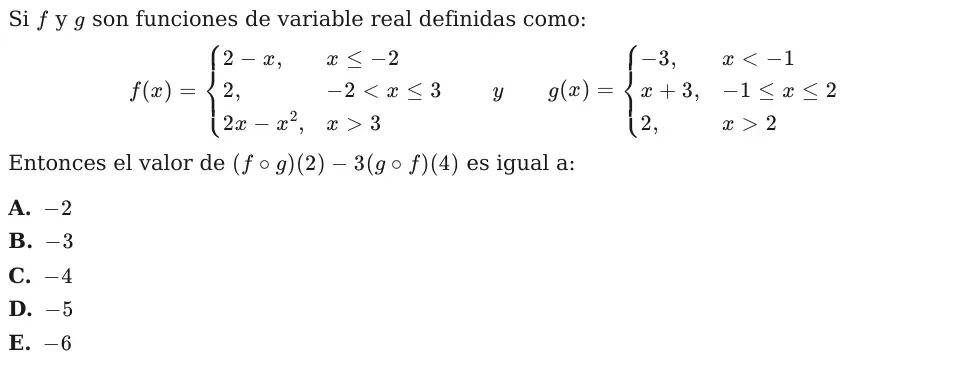 Si f y g son funciones de variable real definidas como:
f(x) = { 2 − x, x ≤ −2
2, −2 < x ≤ 3
2x − x², x > 3
y
g(x) = { −3, x < −1
x + 3, −1 ≤ x ≤ 2
2, x > 2
Entonces el valor de (f ∘ g)(2) − 3(g ∘ f)(4) es igual a:
A. −2
B. −3
C. −4
D. −5
E. −6